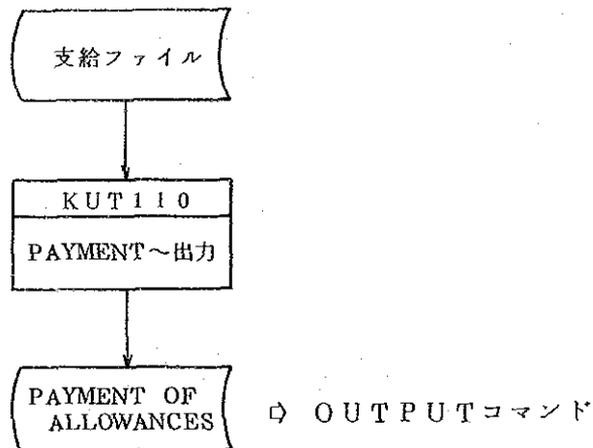 支給ファイル
KUT110
PAYMENT～出力
PAYMENT OF
ALLOWANCES
⇨ OUTPUTコマンド